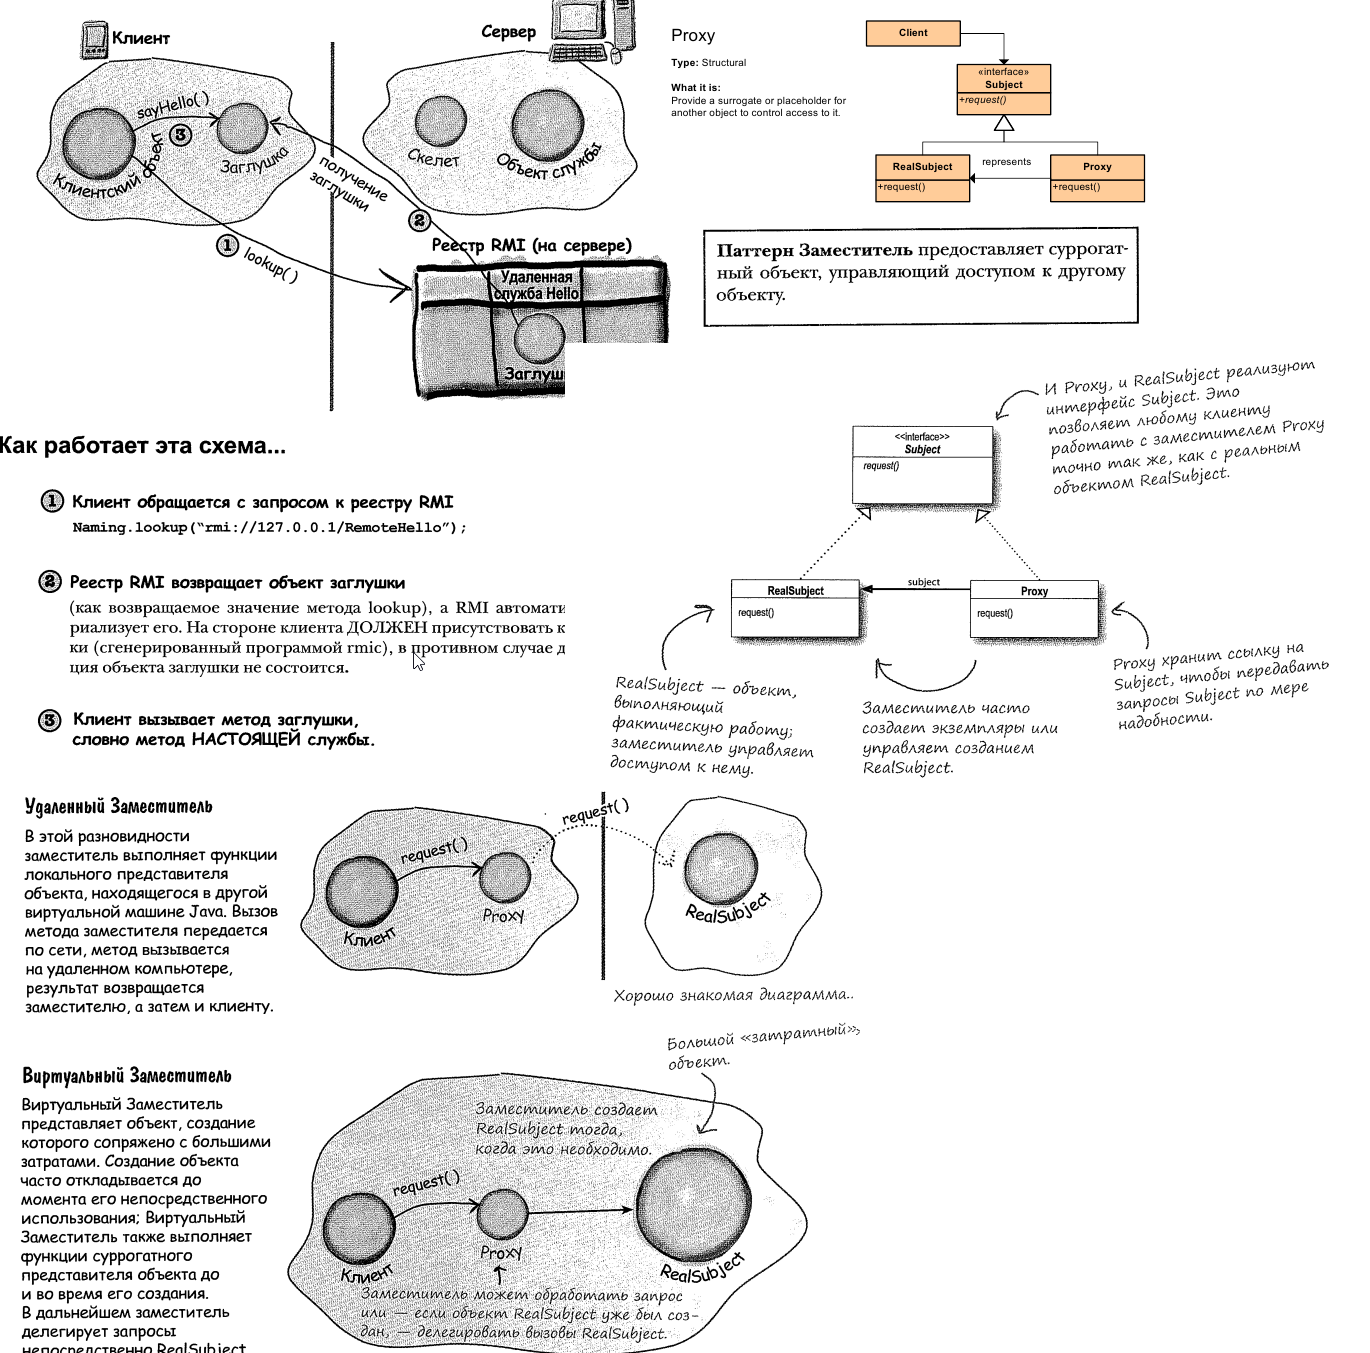 Клиент
Сервер
sayHello( )
3
Заглушка
Клиентский объект
Скелет
Объект службы
получение
заглушки
2
1
lookup( )
Реестр RMI (на сервере)
Удаленная
служба Hello
Заглуш
Proxy
Type: Structural
What it is:
Provide a surrogate or placeholder for
another object to control access to it.
Client
«interface»
Subject
+request()
RealSubject
+request()
represents
Proxy
+request()
Паттерн Заместитель предоставляет суррогат-
ный объект, управляющий доступом к другому
объекту.
Как работает эта схема...
1 Клиент обращается с запросом к реестру RMI
Naming.lookup(“rmi://127.0.0.1/RemoteHello”);
2 Реестр RMI возвращает объект заглушки
(как возвращаемое значение метода lookup), а RMI автомати
риализует его. На стороне клиента ДОЛЖЕН присутствовать к
ки (сгенерированный программой rmic), в противном случае д
ция объекта заглушки не состоится.
3 Клиент вызывает метод заглушки,
словно метод НАСТОЯЩЕЙ службы.
И Proxy, и RealSubject реализуют
интерфейс Subject. Это
позволяет любому клиенту
работать с заместителем Proxy
точно так же, как с реальным
объектом RealSubject.
<<interface>>
Subject
request()
RealSubject
request()
subject
Proxy
request()
RealSubject — объект,
выполняющий
фактическую работу;
заместитель управляет
доступом к нему.
Заместитель часто
создает экземпляры или
управляет созданием
RealSubject.
Proxy хранит ссылку на
Subject, чтобы передавать
запросы Subject по мере
надобности.
Удаленный Заместитель
В этой разновидности
заместитель выполняет функции
локального представителя
объекта, находящегося в другой
виртуальной машине Java. Вызов
метода заместителя передается
по сети, метод вызывается
на удаленном компьютере,
результат возвращается
заместителю, а затем и клиенту.
request( )
request( )
Клиент
Proxy
RealSubject
Хорошо знакомая диаграмма..
Виртуальный Заместитель
Виртуальный Заместитель
представляет объект, создание
которого сопряжено с большими
затратами. Создание объекта
часто откладывается до
момента его непосредственного
использования; Виртуальный
Заместитель также выполняет
функции суррогатного
представителя объекта до
и во время его создания.
В дальнейшем заместитель
делегирует запросы
непосредственно RealSubject
Большой «затратный»,
объект.
Заместитель создает
RealSubject тогда,
когда это необходимо.
request( )
Клиент
Proxy
RealSubject
Заместитель может обработать запрос
или — если объект RealSubject уже был соз-
дан, — делегировать вызовы RealSubject.